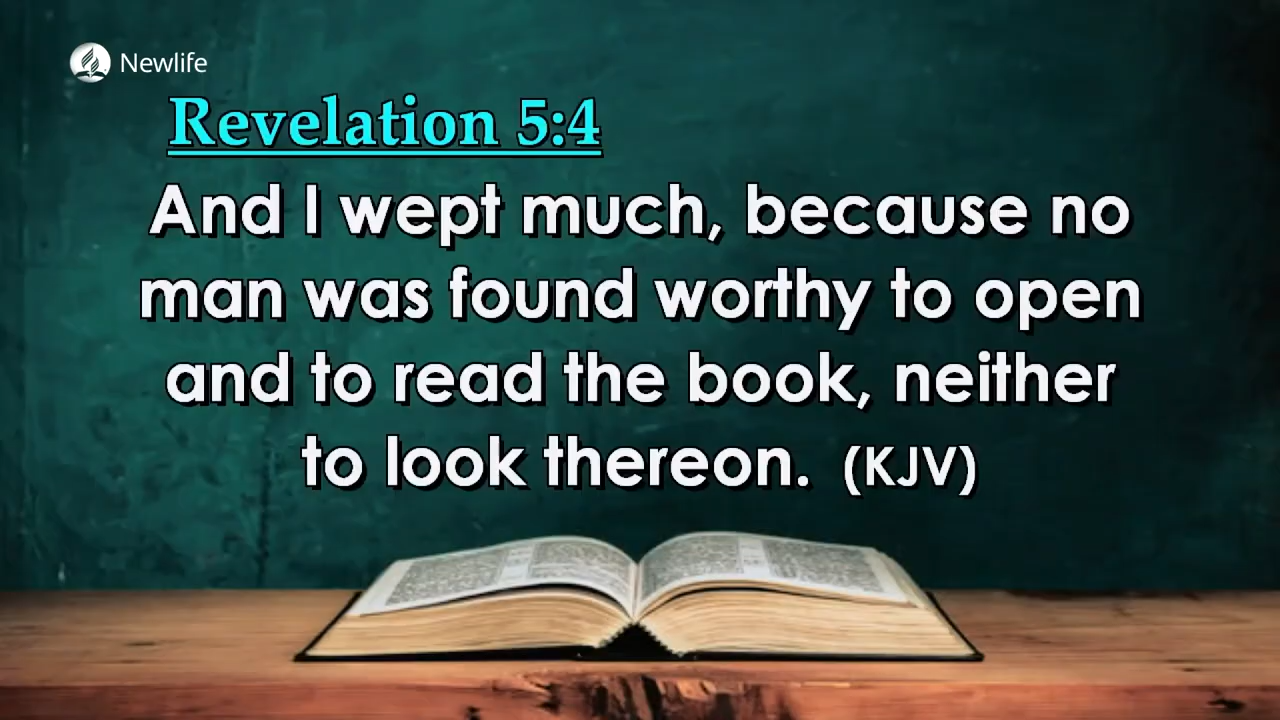 Newlife
Revelation 5:4
And I wept much, because no
man was found worthy to open
and to read the book, neither
to look thereon. (KJV)